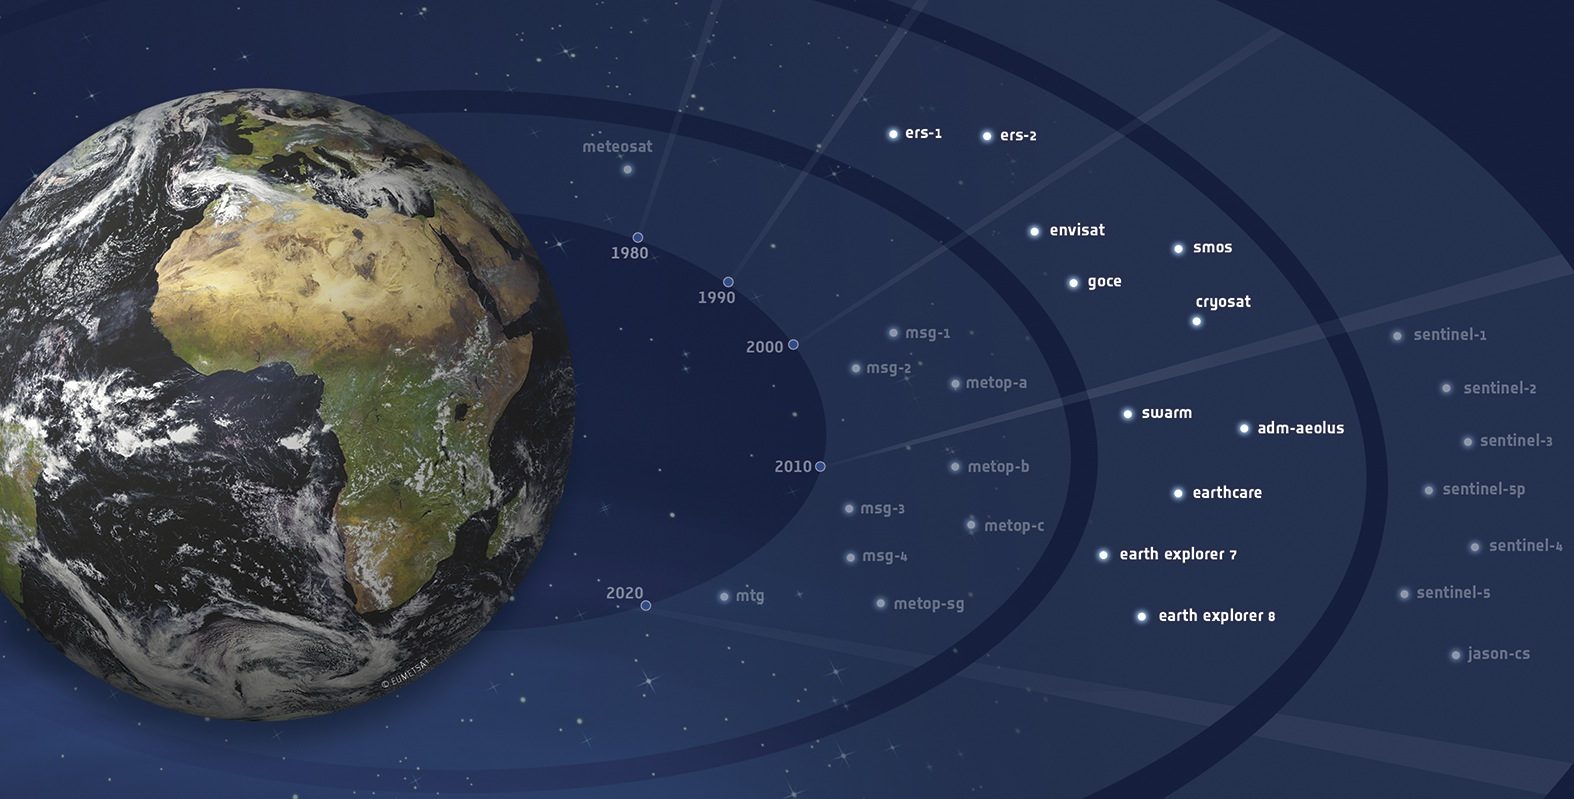 ers-1
ers-2
meteosat
envisat
smos
1980
goce
1990
cryosat
msg-1
sentinel-1
2000
msg-2
metop-a
sentinel-2
swarm
adm-aeolus
sentinel-3
2010
metop-b
sentinel-5p
earthcare
msg-3
metop-c
sentinel-4
msg-4
earth explorer 7
2020
mtg
metop-sg
sentinel-5
earth explorer 8
jason-cs
© EUMETSAT